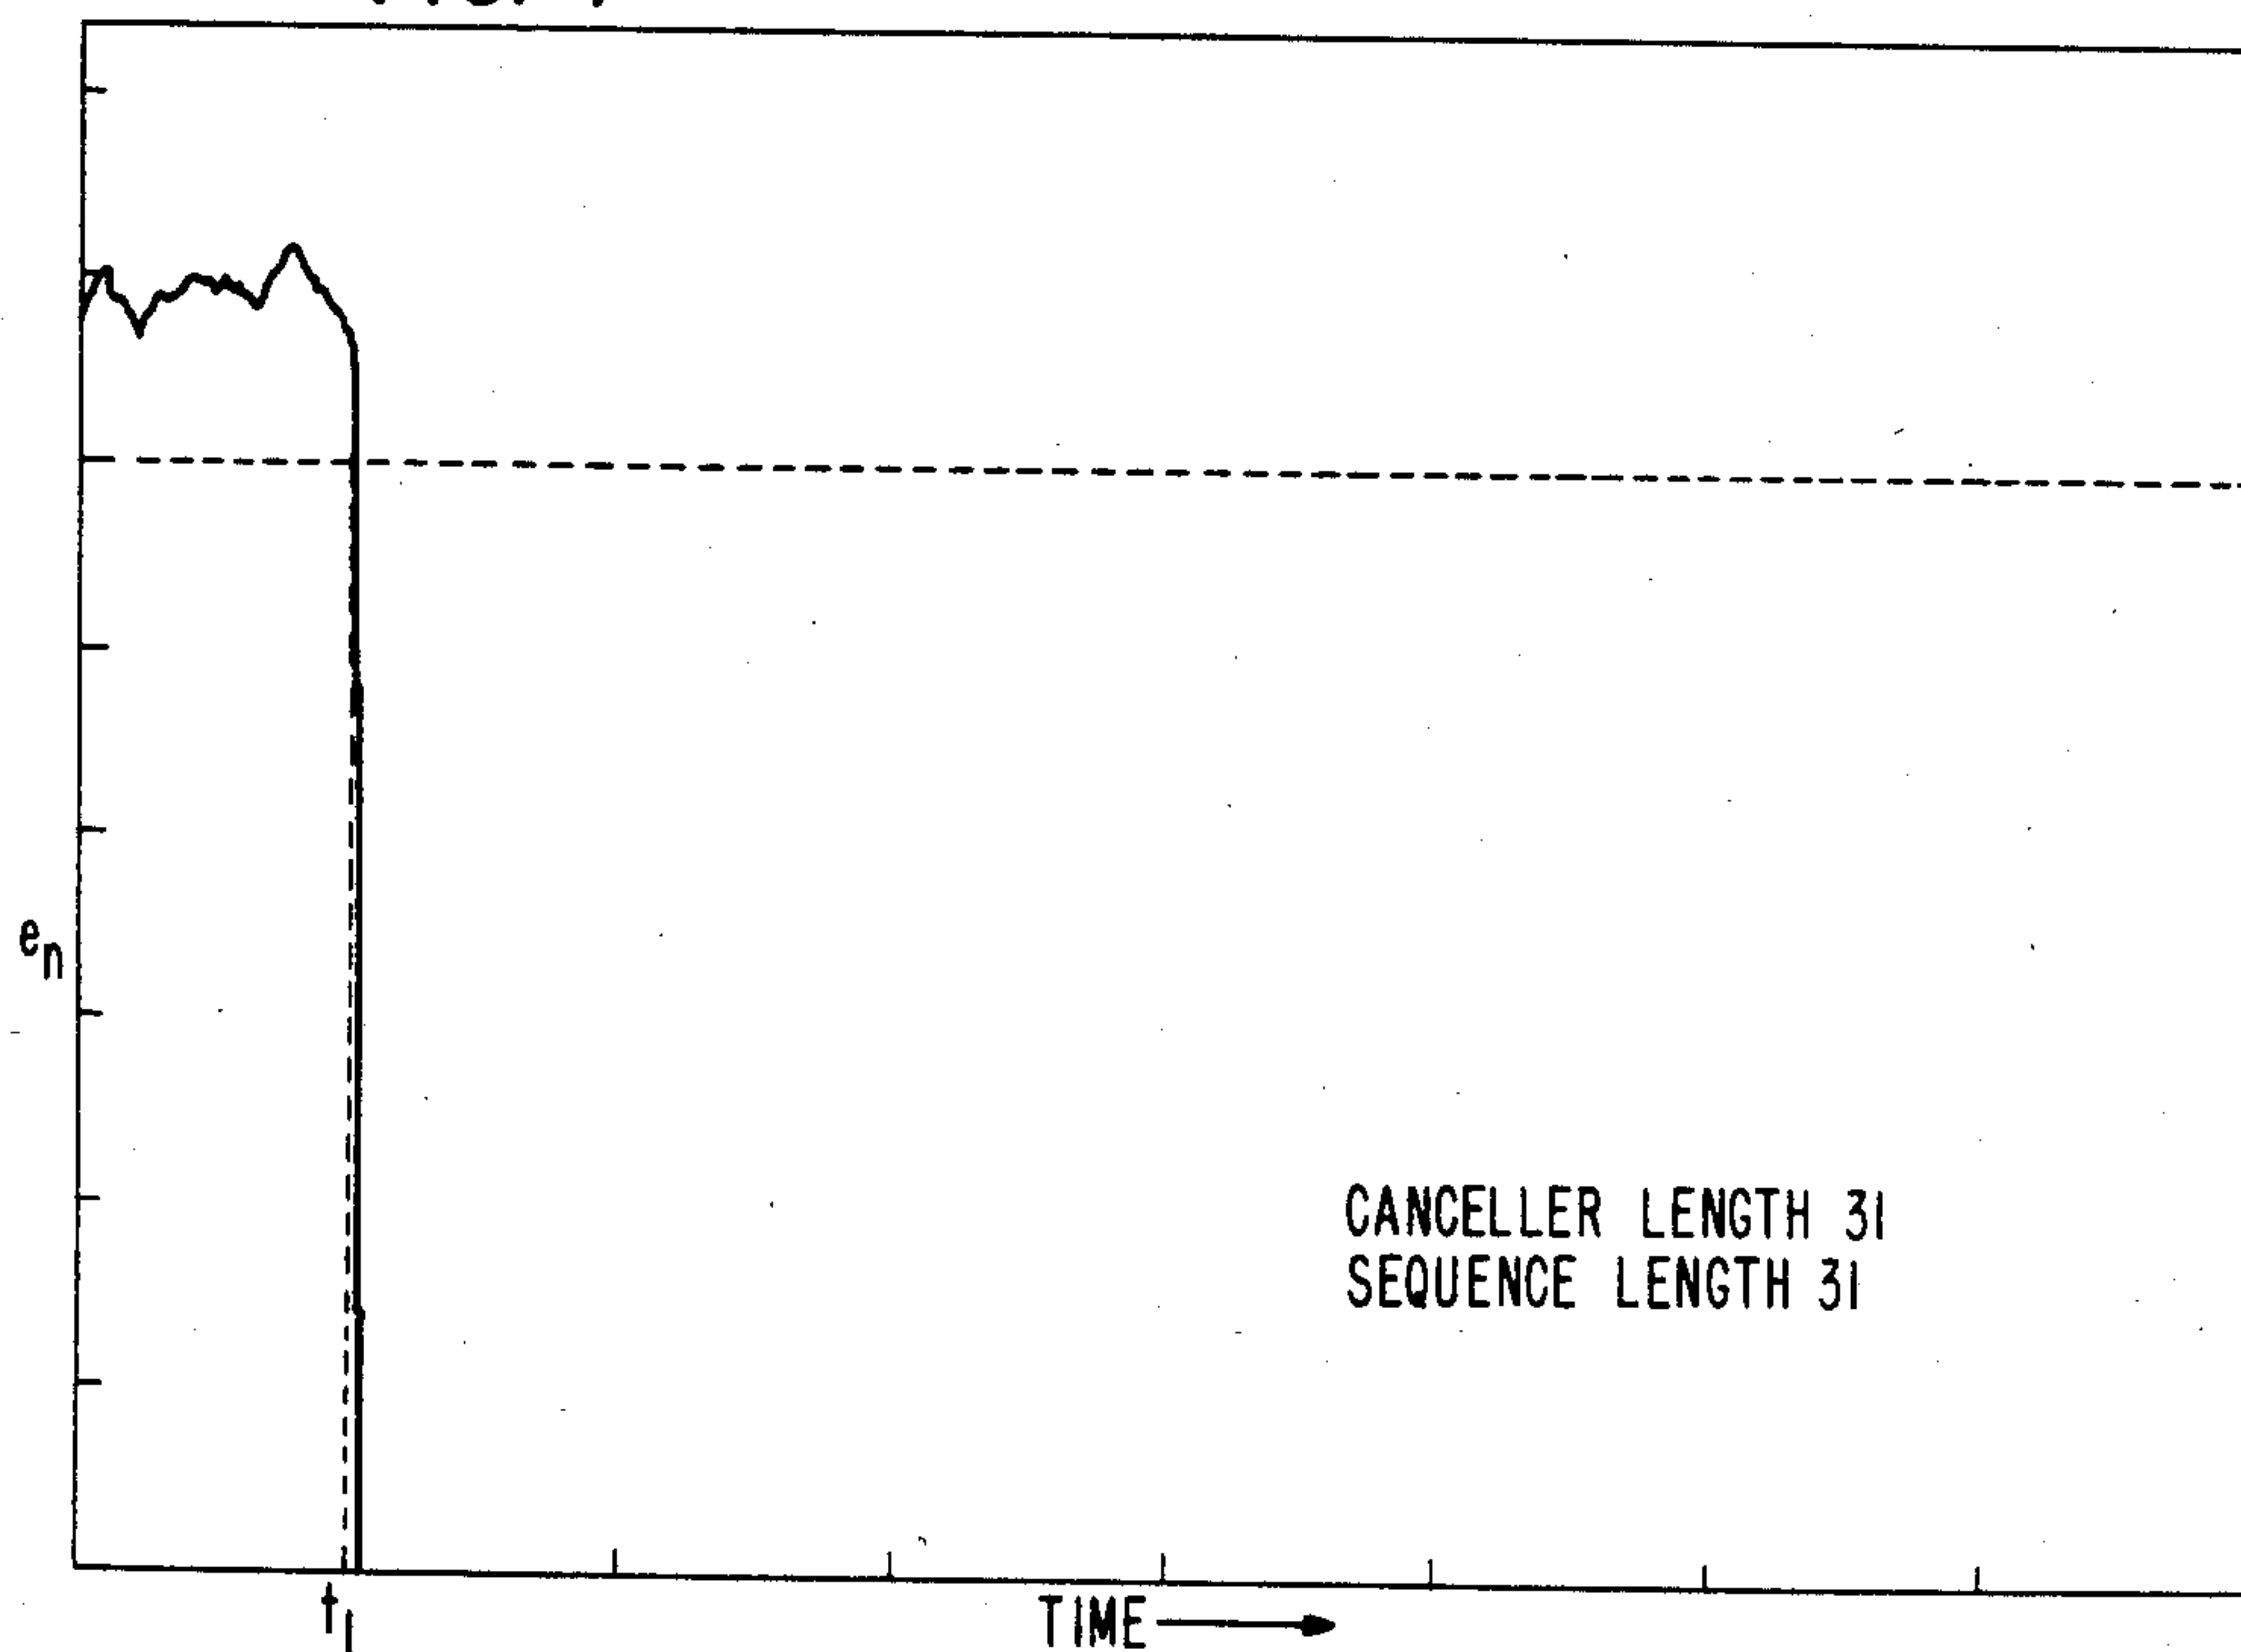 e_n
CANCELLER LENGTH 31
SEQUENCE LENGTH 31
t_1
TIME